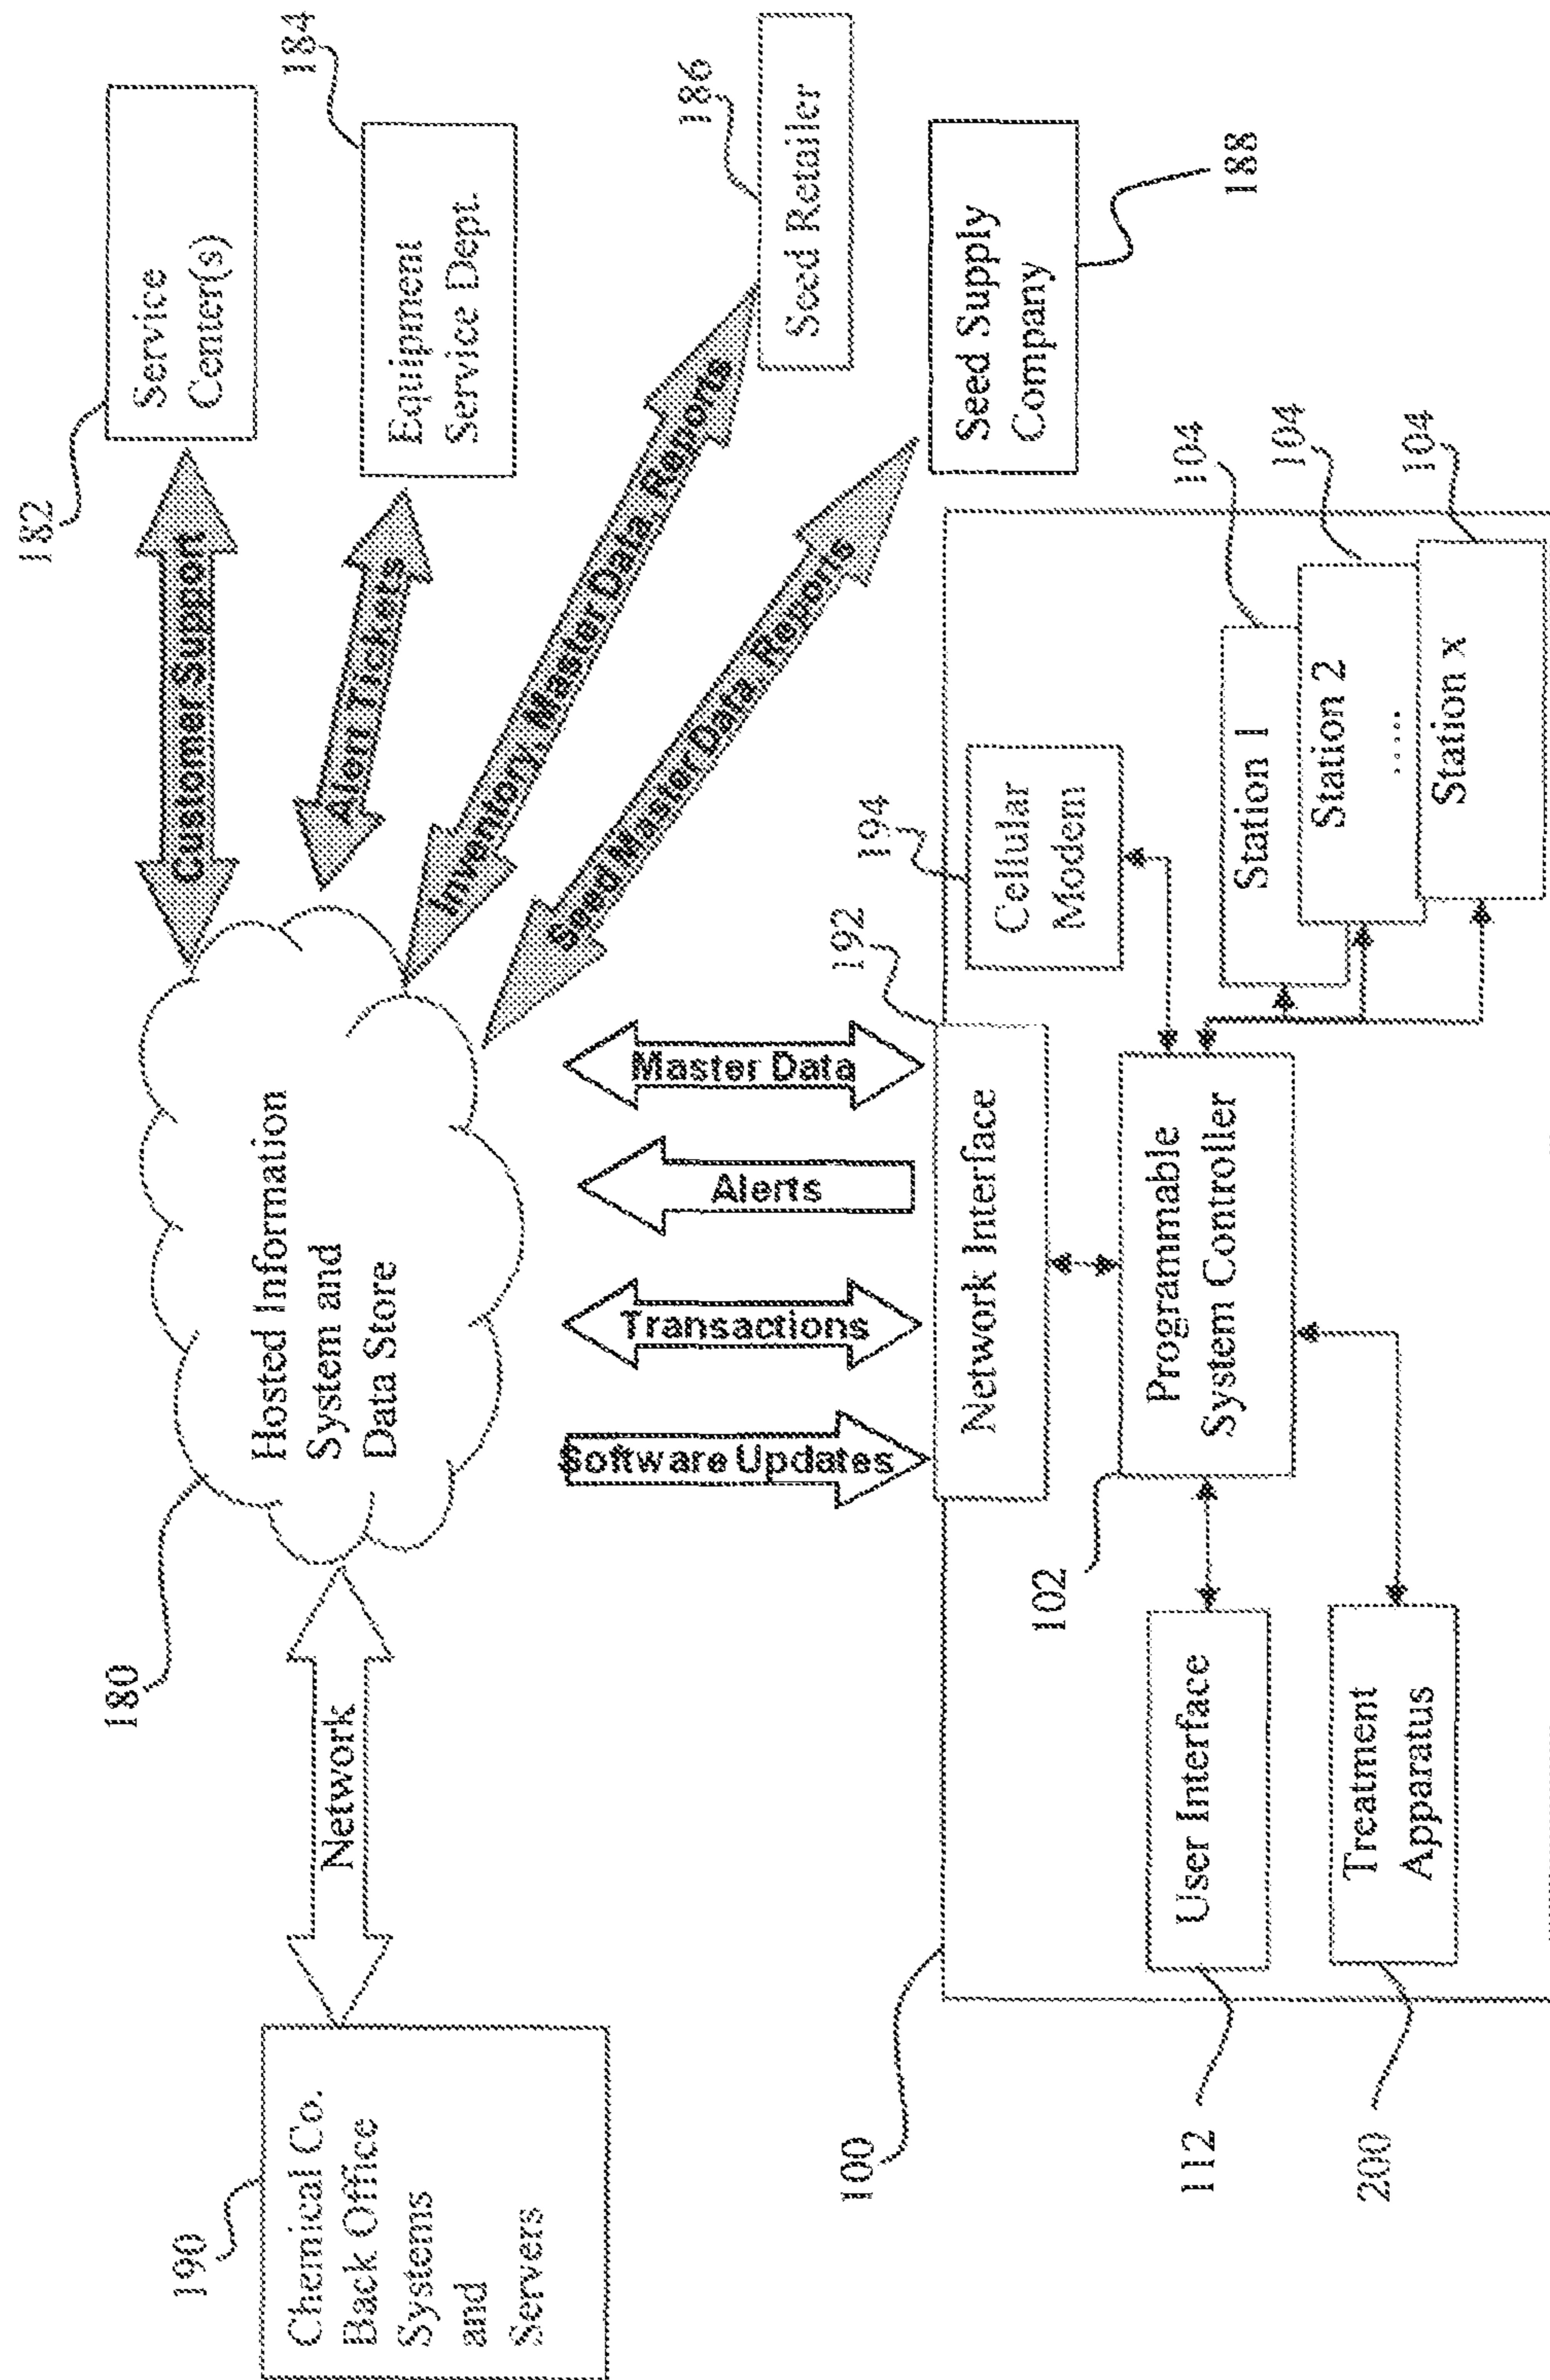 182
Service
Center(s)
184
Customer Support
Equipment
Service Dept.
Alert Tickets
186
Seed Retailer
Inventory, Master Data, Reports
Seed Supply
Company
188
Seed Master Data, Reports
180
Hosted Information
System and
Data Store
190
Chemical Co.
Back Office
Systems
and
Servers
Network
Software Updates
Transactions
Alerts
Master Data
192
194
100
Network Interface
Cellular
Modem
102
Programmable
System Controller
104
104
104
Station 1
Station 2
.....
Station x
112
User Interface
200
Treatment
Apparatus